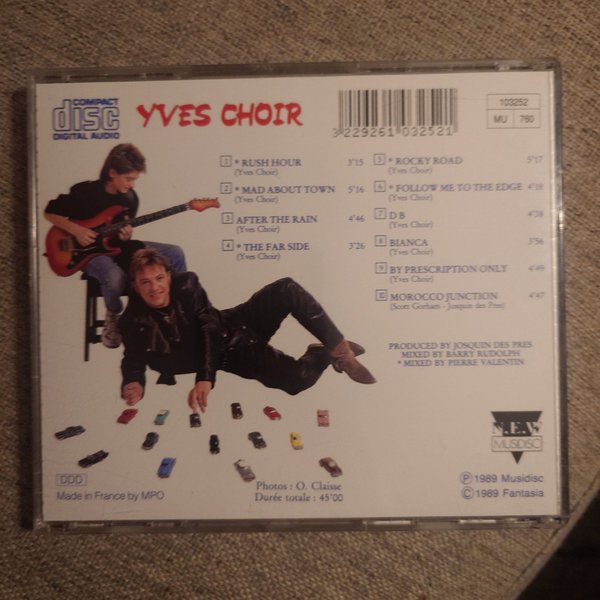 COMPACT
disc
DIGITAL AUDIO
YVES CHOIR
3 229261 032521
103252
MU 760
1 * RUSH HOUR 3'15
(Yves Choir)
2 * MAD ABOUT TOWN 5'16
(Yves Choir)
3 AFTER THE RAIN 4'46
(Yves Choir)
4 * THE FAR SIDE 3'26
(Yves Choir)
5 * ROCKY ROAD 5'17
(Yves Choir)
6 * FOLLOW ME TO THE EDGE 4'18
(Yves Choir)
7 D B 4'38
(Yves Choir)
8 BIANCA 3'56
(Yves Choir)
9 BY PRESCRIPTION ONLY 4'49
(Yves Choir)
10 MOROCCO JUNCTION 4'47
(Scott Gorham - Josquin des Pres)
PRODUCED BY JOSQUIN DES PRES
MIXED BY BARRY RUDOLPH
* MIXED BY PIERRE VALENTIN
N.E.W.
MUSIDISC
DDD
Made in France by MPO
Photos : O. Claisse
Durée totale : 45'00
Ⓟ 1989 Musidisc
© 1989 Fantasia